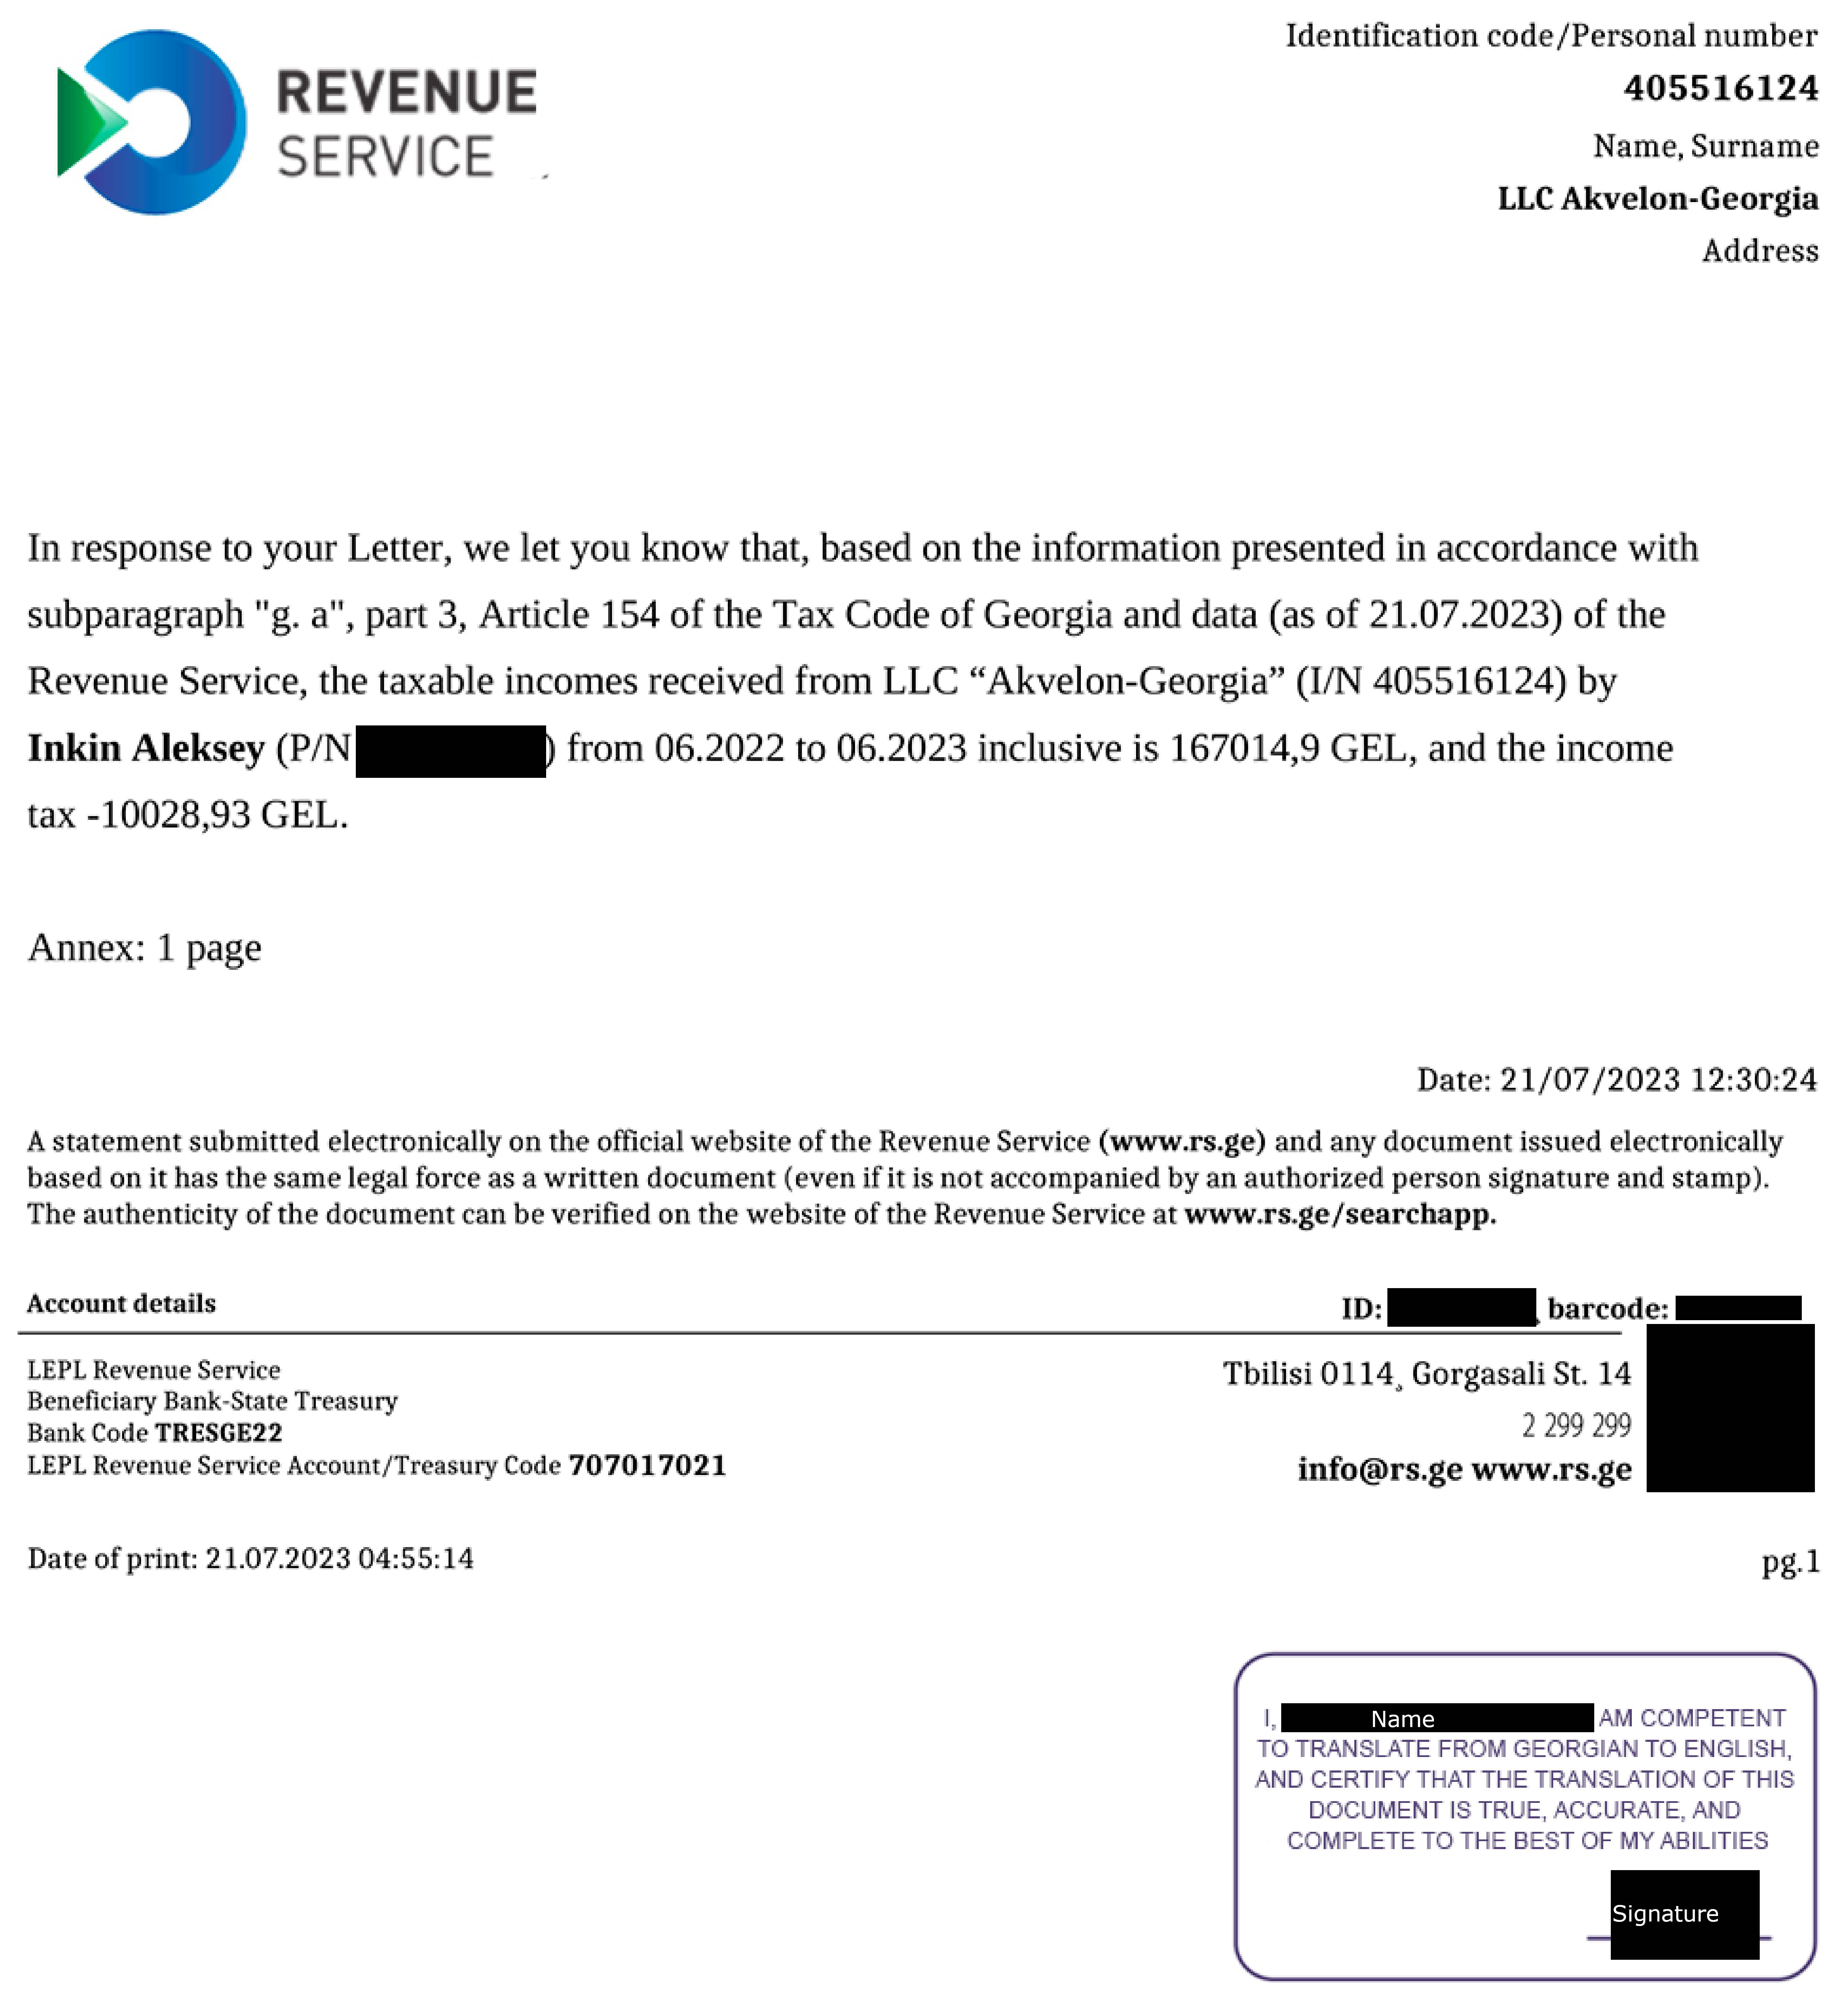 REVENUE
SERVICE
Identification code/Personal number
405516124
Name, Surname
LLC Akvelon-Georgia
Address
In response to your Letter, we let you know that, based on the information presented in accordance with
subparagraph "g. a", part 3, Article 154 of the Tax Code of Georgia and data (as of 21.07.2023) of the
Revenue Service, the taxable incomes received from LLC “Akvelon-Georgia” (I/N 405516124) by
Inkin Aleksey (P/N ) from 06.2022 to 06.2023 inclusive is 167014,9 GEL, and the income
tax -10028,93 GEL.
Annex: 1 page
Date: 21/07/2023 12:30:24
A statement submitted electronically on the official website of the Revenue Service (www.rs.ge) and any document issued electronically
based on it has the same legal force as a written document (even if it is not accompanied by an authorized person signature and stamp).
The authenticity of the document can be verified on the website of the Revenue Service at www.rs.ge/searchapp.
Account details
ID: barcode:
LEPL Revenue Service
Beneficiary Bank-State Treasury
Bank Code TRESGE22
LEPL Revenue Service Account/Treasury Code 707017021
Tbilisi 0114¸ Gorgasali St. 14
2 299 299
info@rs.ge www.rs.ge
Date of print: 21.07.2023 04:55:14
pg.1
I, Name AM COMPETENT
TO TRANSLATE FROM GEORGIAN TO ENGLISH,
AND CERTIFY THAT THE TRANSLATION OF THIS
DOCUMENT IS TRUE, ACCURATE, AND
COMPLETE TO THE BEST OF MY ABILITIES
Signature